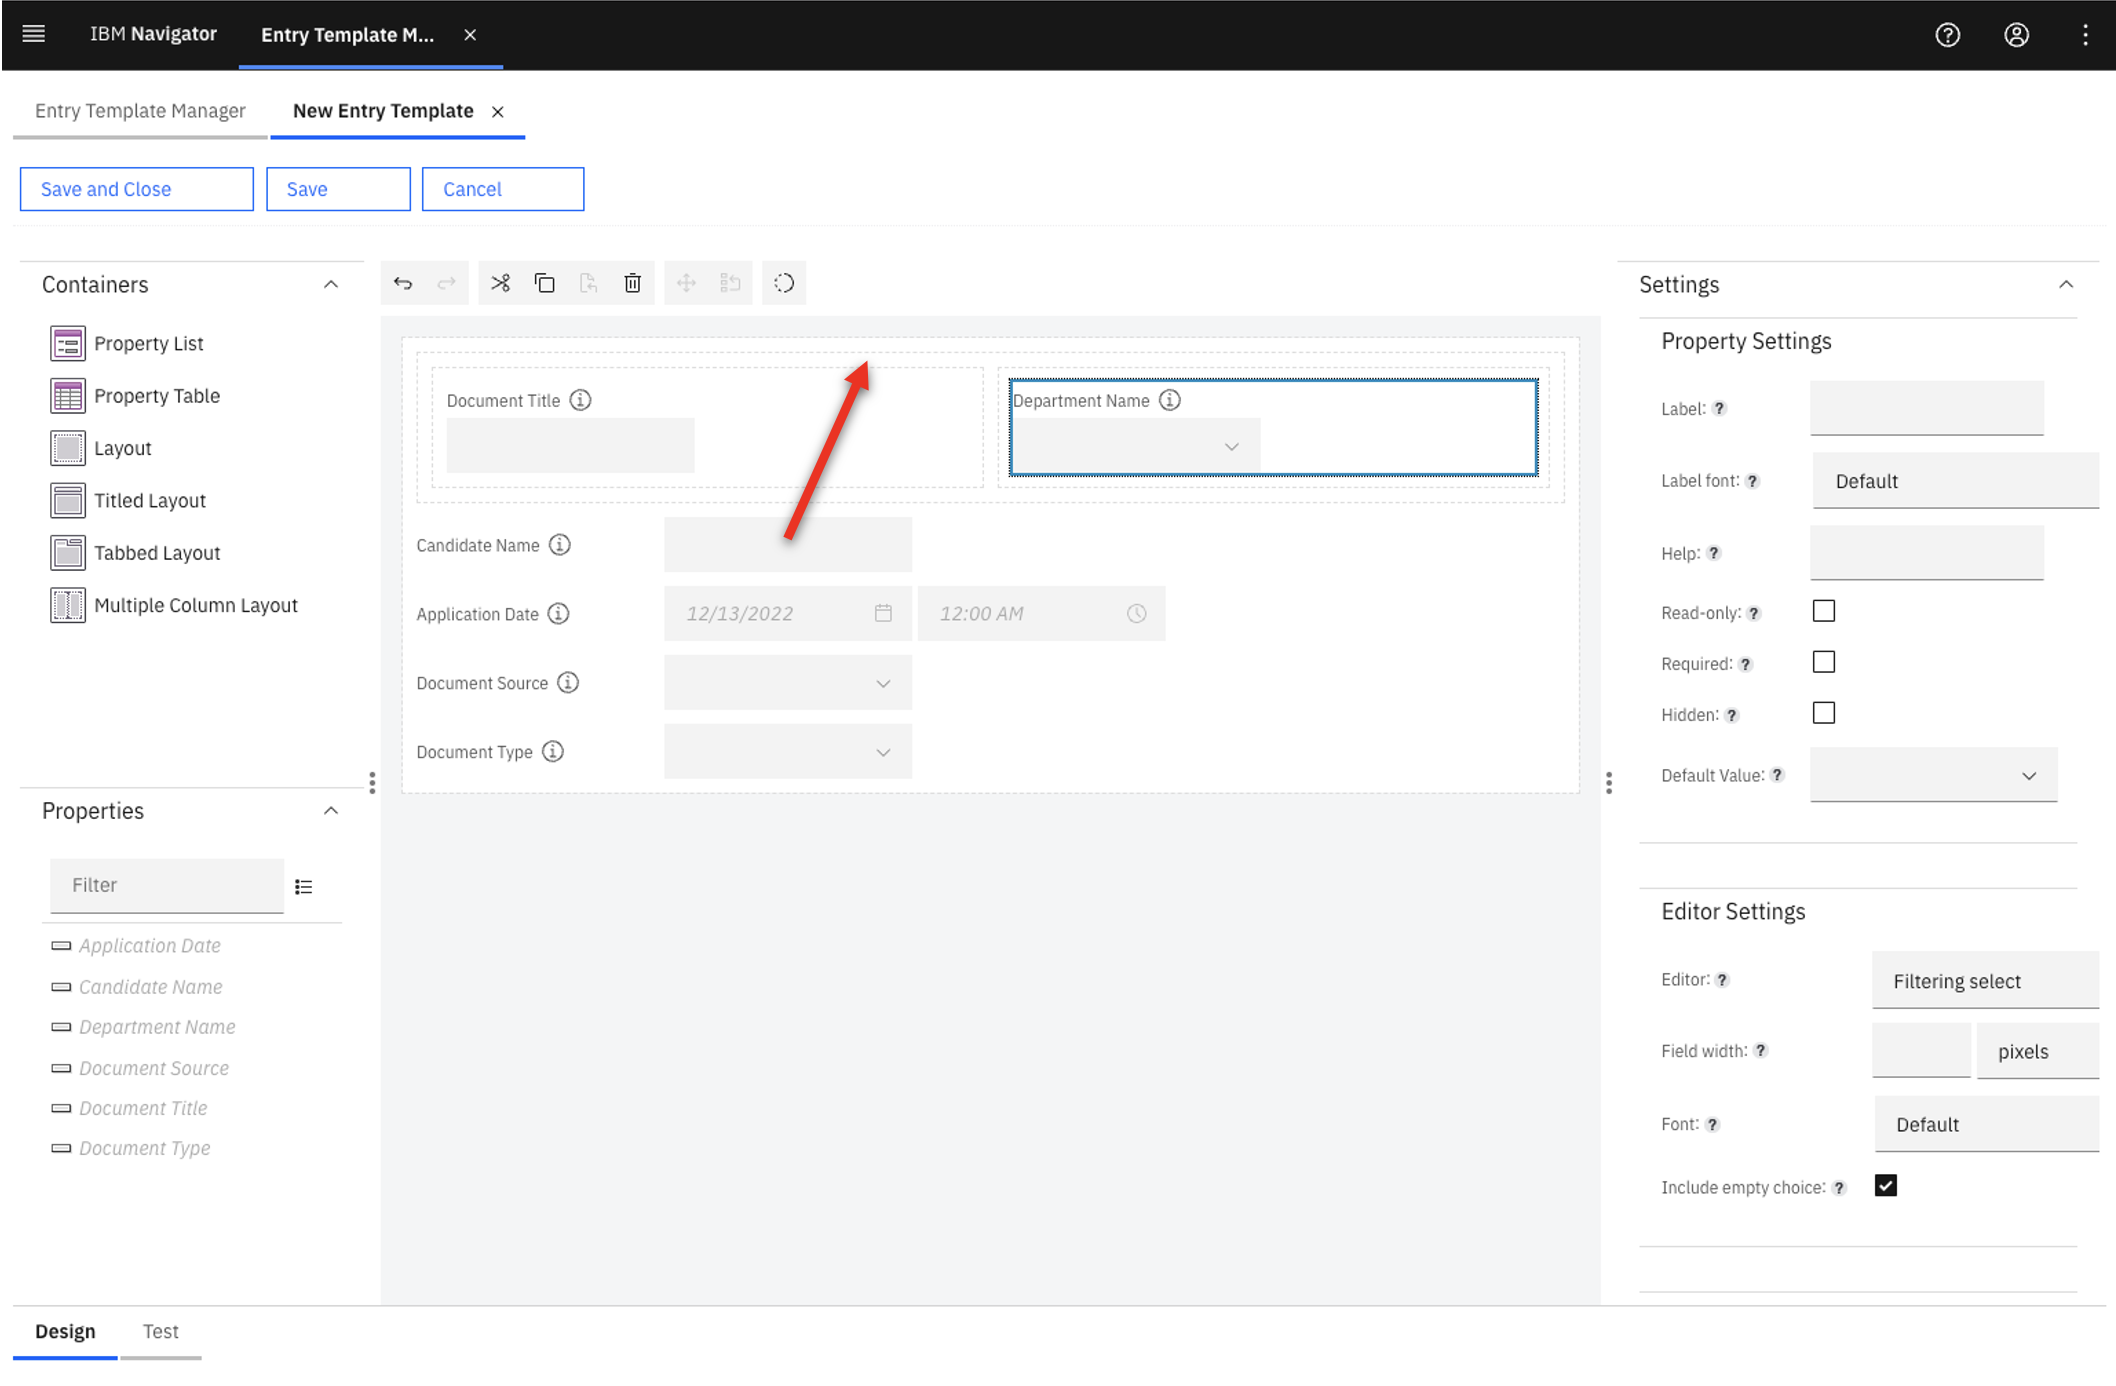 IBM Navigator
Entry Template M...
Entry Template Manager
New Entry Template
Save and Close
Save
Cancel
Containers
Property List
Property Table
Layout
Titled Layout
Tabbed Layout
Multiple Column Layout
Properties
Filter
Application Date
Candidate Name
Department Name
Document Source
Document Title
Document Type
Document Title
Department Name
Candidate Name
Application Date
12/13/2022
12:00 AM
Document Source
Document Type
Settings
Property Settings
Label: ?
Label font: ?
Default
Help: ?
Read-only: ?
Required: ?
Hidden: ?
Default Value: ?
Editor Settings
Editor: ?
Filtering select
Field width: ?
pixels
Font: ?
Default
Include empty choice: ?
Design
Test